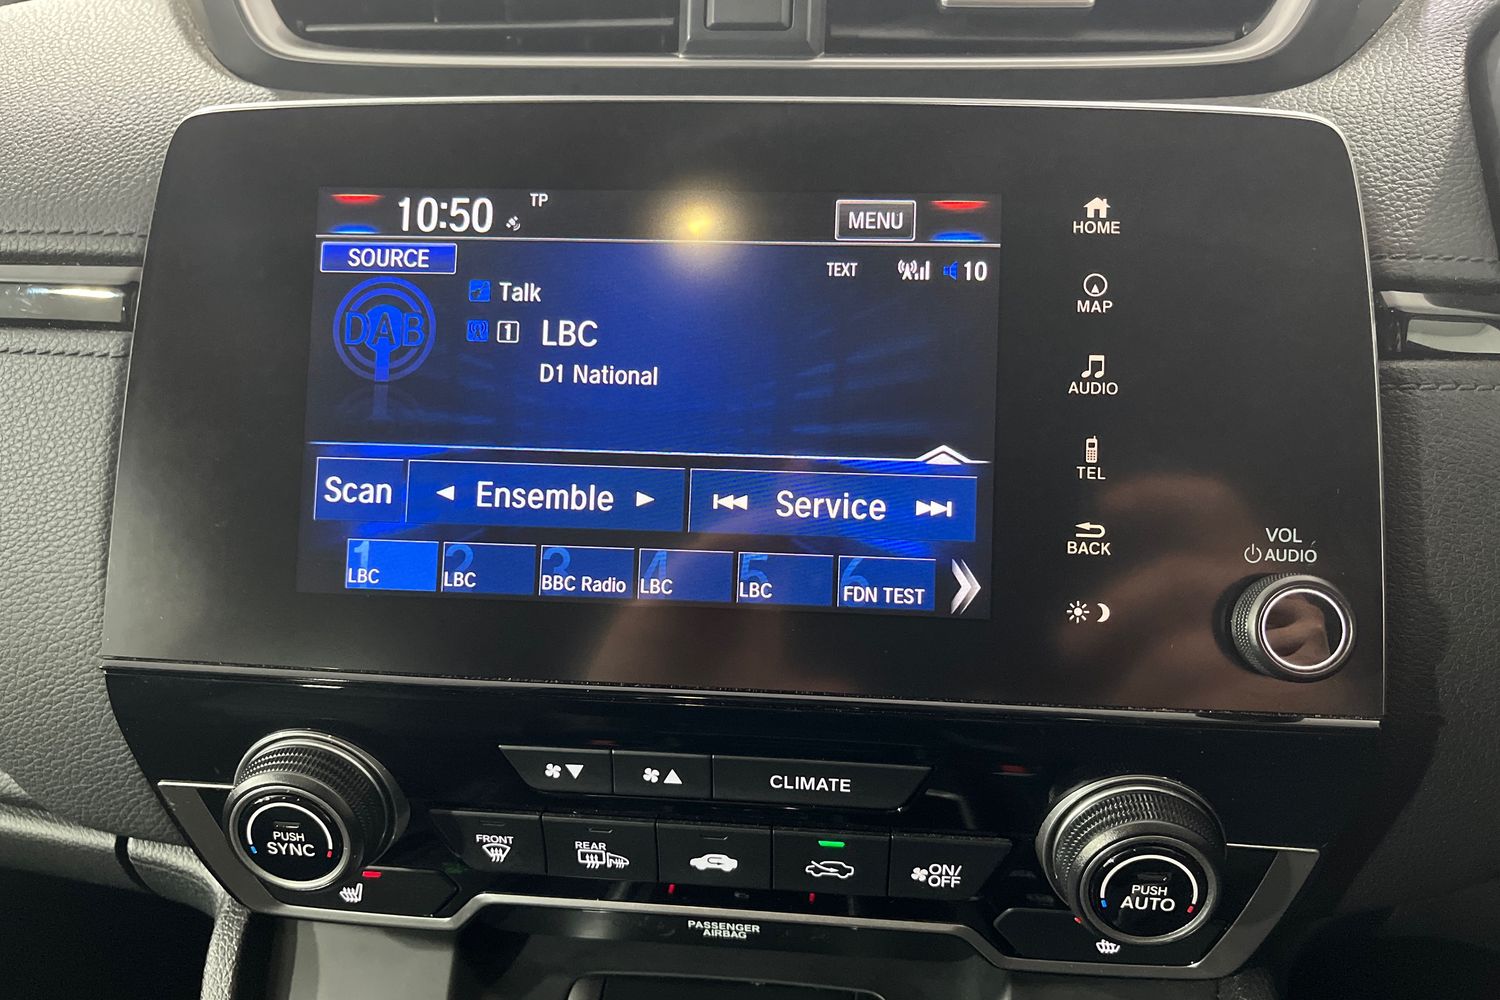 10:50 TP
MENU
SOURCE
TEXT
10
DAB
Talk
1 LBC
D1 National
Scan
Ensemble
Service
1 LBC
2 LBC
3 BBC Radio
4 LBC
5 LBC
6 FDN TEST
HOME
MAP
AUDIO
TEL
BACK
VOL
AUDIO
CLIMATE
PUSH
SYNC
FRONT
REAR
ON/
OFF
PUSH
AUTO
PASSENGER
AIRBAG